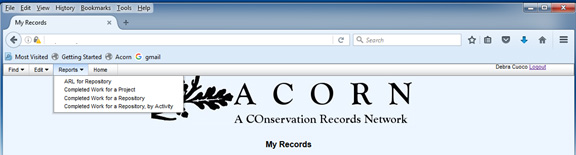 File Edit View History Bookmarks Tools Help
My Records
Search
Most Visited Getting Started Acorn gmail
Find Edit Reports Home Debra Cuoco Logout
ARL for Repository
Completed Work for a Project
Completed Work for a Repository
Completed Work for a Repository, by Activity
ACORN
A COnservation Records Network
My Records